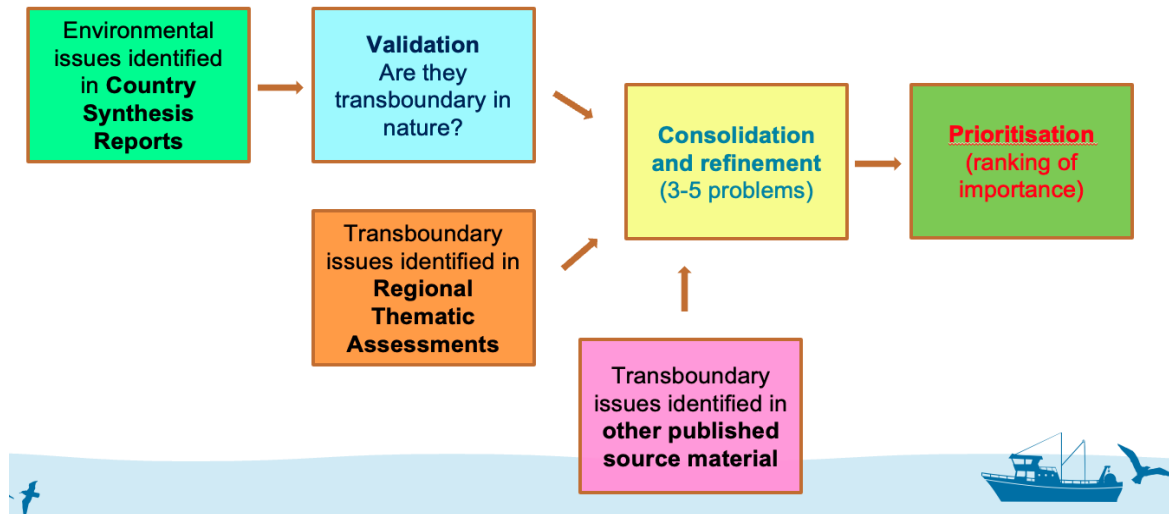 Environmental
issues identified
in Country
Synthesis
Reports
Validation
Are they
transboundary in
nature?
Consolidation
and refinement
(3-5 problems)
Prioritisation
(ranking of
importance)
Transboundary
issues identified in
Regional
Thematic
Assessments
Transboundary
issues identified in
other published
source material